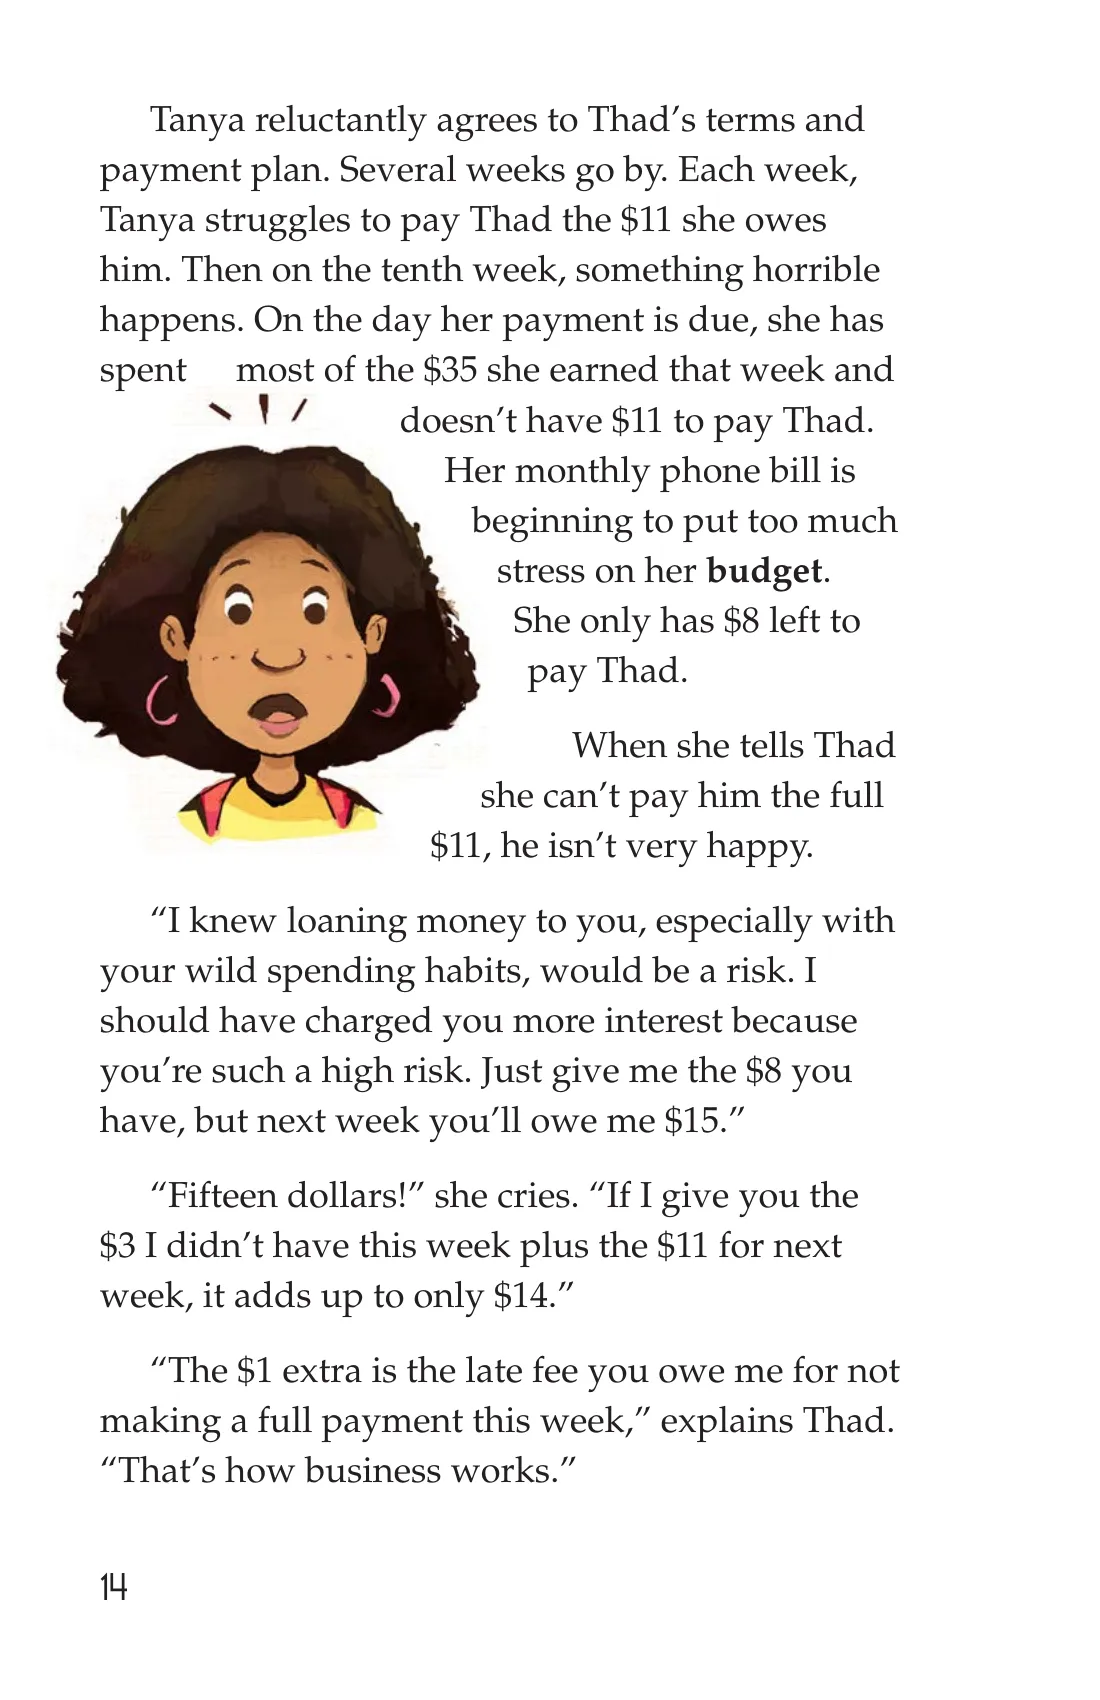 Tanya reluctantly agrees to Thad’s terms and
payment plan. Several weeks go by. Each week,
Tanya struggles to pay Thad the $11 she owes
him. Then on the tenth week, something horrible
happens. On the day her payment is due, she has
spent most of the $35 she earned that week and
doesn’t have $11 to pay Thad.
Her monthly phone bill is
beginning to put too much
stress on her budget.
She only has $8 left to
pay Thad.
When she tells Thad
she can’t pay him the full
$11, he isn’t very happy.
“I knew loaning money to you, especially with
your wild spending habits, would be a risk. I
should have charged you more interest because
you’re such a high risk. Just give me the $8 you
have, but next week you’ll owe me $15.”
“Fifteen dollars!” she cries. “If I give you the
$3 I didn’t have this week plus the $11 for next
week, it adds up to only $14.”
“The $1 extra is the late fee you owe me for not
making a full payment this week,” explains Thad.
“That’s how business works.”
14